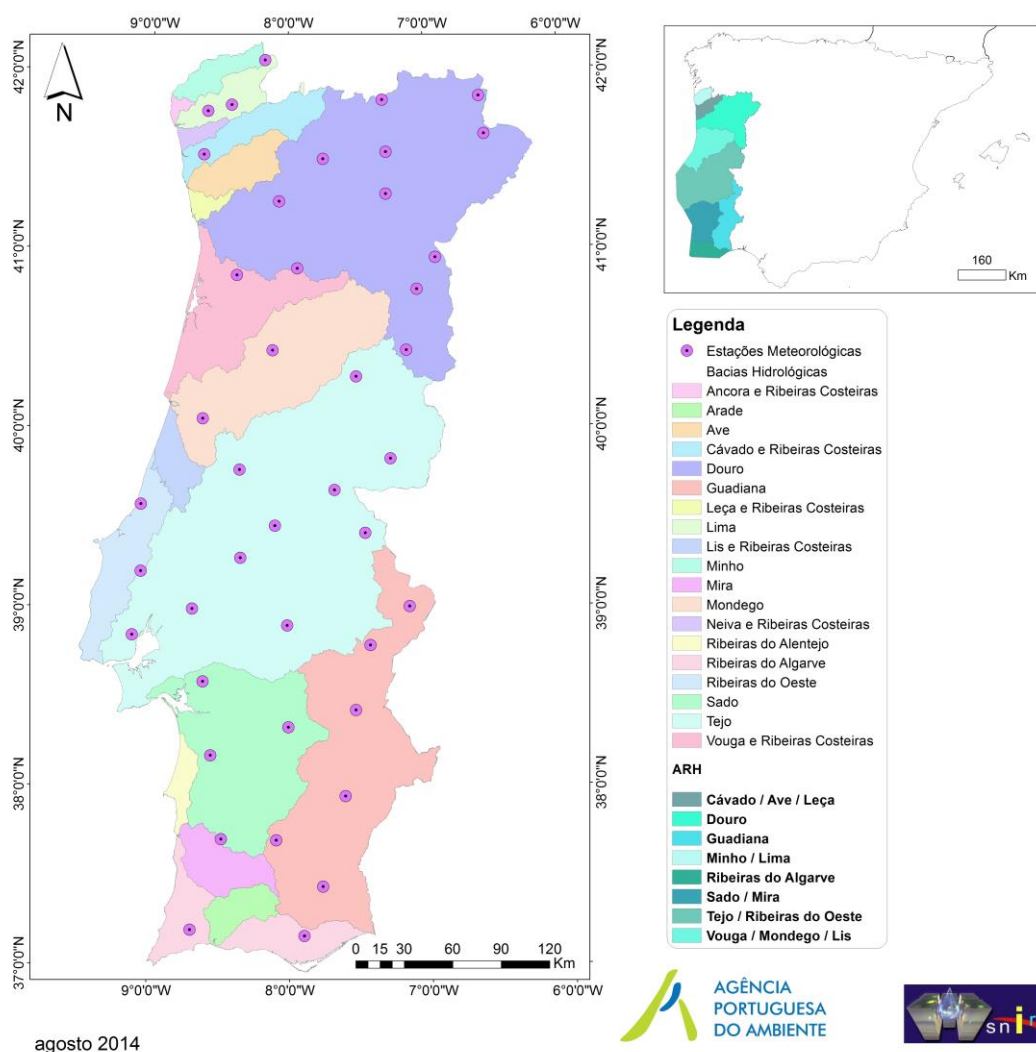 9°0'0"W
8°0'0"W
7°0'0"W
6°0'0"W
42°0'0"N
42°0'0"N
N
41°0'0"N
41°0'0"N
40°0'0"N
40°0'0"N
39°0'0"N
39°0'0"N
38°0'0"N
38°0'0"N
37°0'0"N
37°0'0"N
0 15 30 60 90 120
Km
9°0'0"W
8°0'0"W
7°0'0"W
6°0'0"W
160
Km
Legenda
Estações Meteorológicas
Bacias Hidrológicas
Ancora e Ribeiras Costeiras
Arade
Ave
Cávado e Ribeiras Costeiras
Douro
Guadiana
Leça e Ribeiras Costeiras
Lima
Lis e Ribeiras Costeiras
Minho
Mira
Mondego
Neiva e Ribeiras Costeiras
Ribeiras do Alentejo
Ribeiras do Algarve
Ribeiras do Oeste
Sado
Tejo
Vouga e Ribeiras Costeiras
ARH
Cávado / Ave / Leça
Douro
Guadiana
Minho / Lima
Ribeiras do Algarve
Sado / Mira
Tejo / Ribeiras do Oeste
Vouga / Mondego / Lis
AGÊNCIA
PORTUGUESA
DO AMBIENTE
agosto 2014